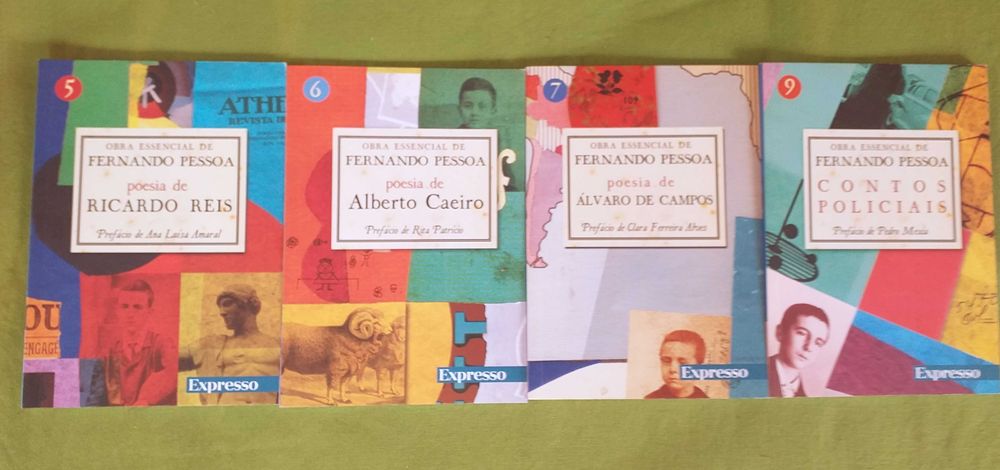 5
K
ATHE
REVISTA D
OBRA ESSENCIAL DE
FERNANDO PESSOA
poesia de
RICARDO REIS
Prefácio de Ana Luísa Amaral
OU
ENGAGE
Expresso
6
OBRA ESSENCIAL DE
FERNANDO PESSOA
poesia de
Alberto Caeiro
Prefácio de Rita Patrício
Expresso
7
109
OBRA ESSENCIAL DE
FERNANDO PESSOA
poesia de
ÁLVARO DE CAMPOS
Prefácio de Clara Ferreira Alves
Expresso
9
OBRA ESSENCIAL DE
FERNANDO PESSOA
CONTOS
POLICIAIS
Prefácio de Pedro Mexia
Expresso